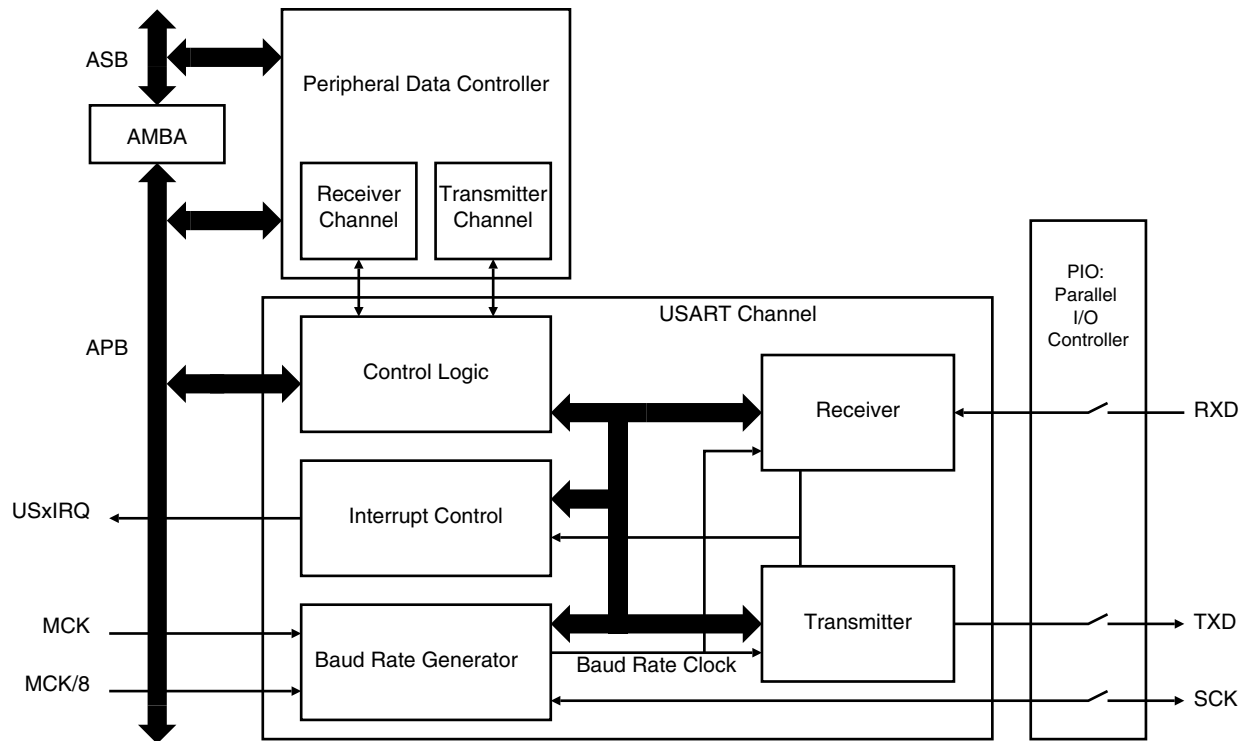 ASB
Peripheral Data Controller
AMBA
Receiver
Channel
Transmitter
Channel
PIO:
Parallel
I/O
Controller
USART Channel
APB
Control Logic
Receiver
RXD
USxIRQ
Interrupt Control
MCK
Transmitter
TXD
Baud Rate Generator
Baud Rate Clock
MCK/8
SCK